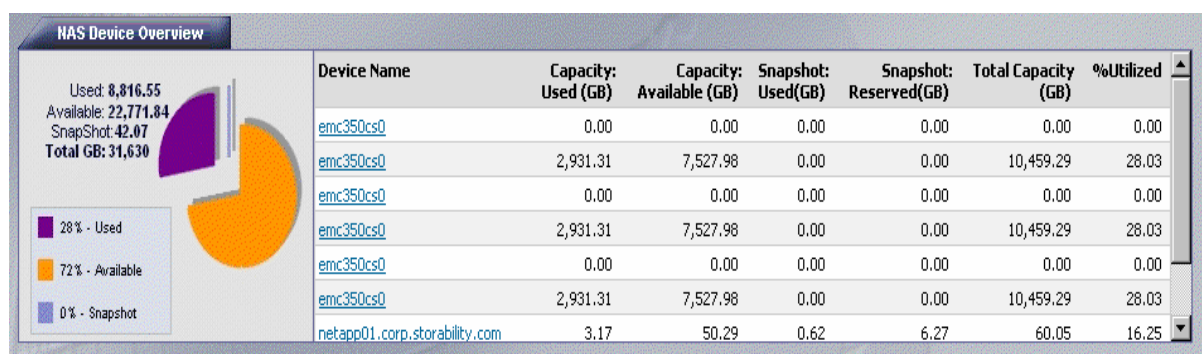 NAS Device Overview
Used: 8,816.55
Available: 22,771.84
SnapShot: 42.07
Total GB: 31,630
28% - Used
72% - Available
0% - Snapshot
Device Name Capacity: Used (GB) Capacity: Available (GB) Snapshot: Used(GB) Snapshot: Reserved(GB) Total Capacity (GB) %Utilized
emc350cs0 0.00 0.00 0.00 0.00 0.00 0.00
emc350cs0 2,931.31 7,527.98 0.00 0.00 10,459.29 28.03
emc350cs0 0.00 0.00 0.00 0.00 0.00 0.00
emc350cs0 2,931.31 7,527.98 0.00 0.00 10,459.29 28.03
emc350cs0 0.00 0.00 0.00 0.00 0.00 0.00
emc350cs0 2,931.31 7,527.98 0.00 0.00 10,459.29 28.03
netapp01.corp.storability.com 3.17 50.29 0.62 6.27 60.05 16.25